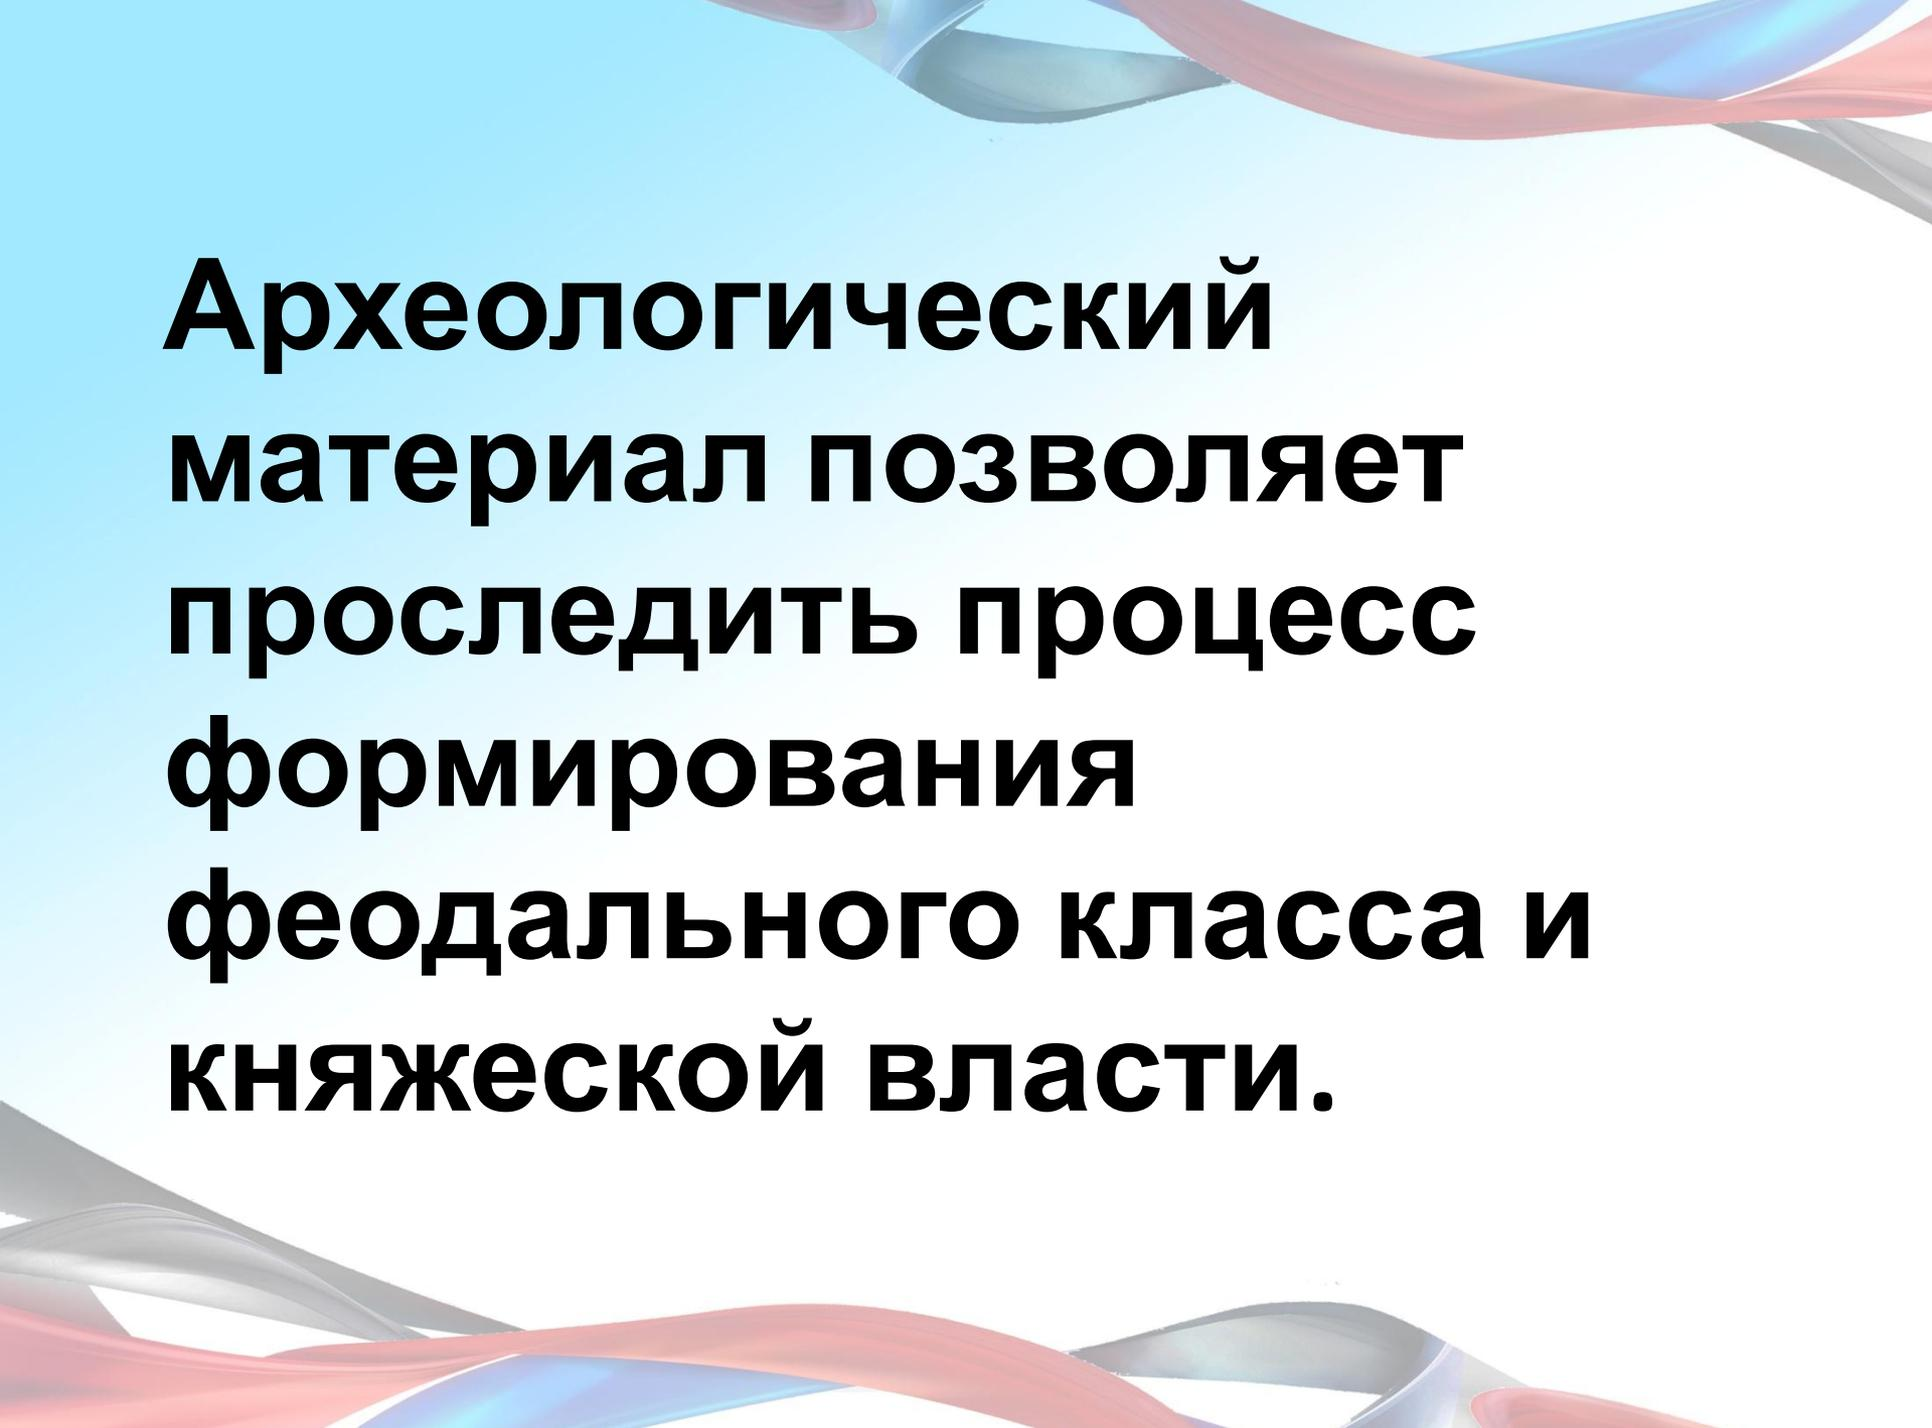 Археологический
материал позволяет
проследить процесс
формирования
феодального класса и
княжеской власти.